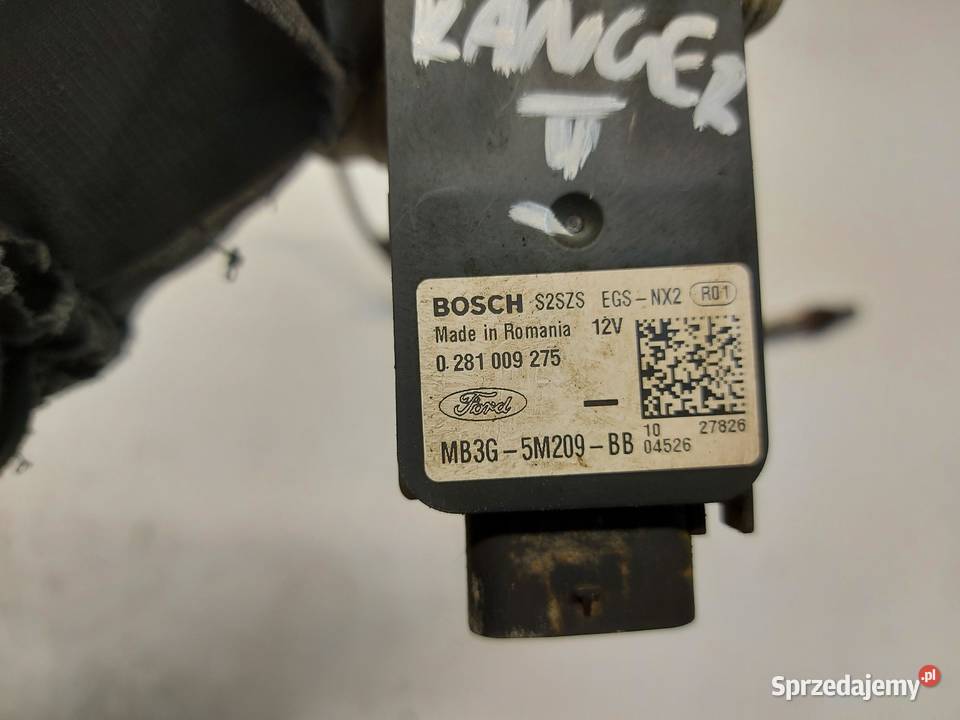 RANGER
V
BOSCH S2SZS EGS-NX2 R01
Made in Romania 12V
0 281 009 275
Ford
MB3G-5M209-BB
10 27826
04526
Sprzedajemy.pl